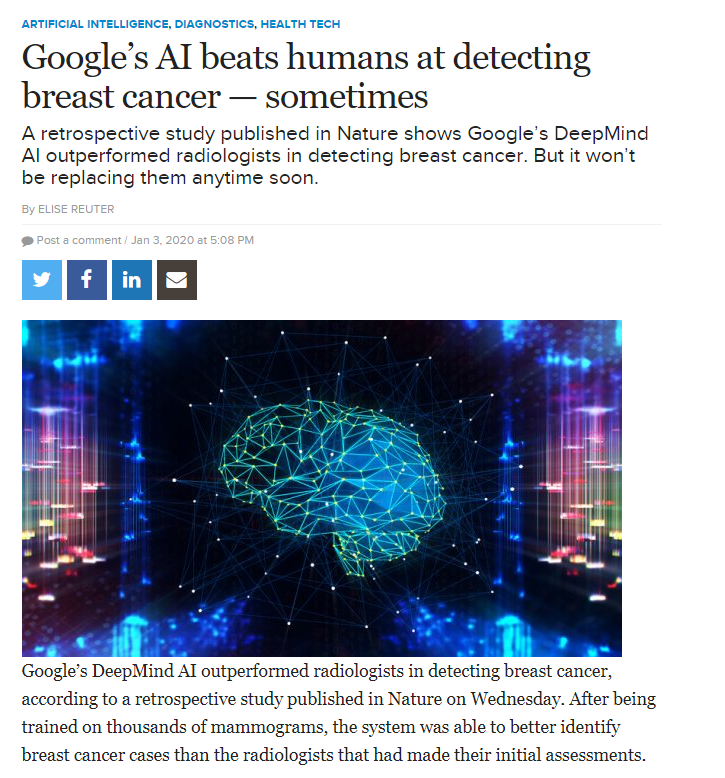 ARTIFICIAL INTELLIGENCE, DIAGNOSTICS, HEALTH TECH
Google’s AI beats humans at detecting
breast cancer — sometimes
A retrospective study published in Nature shows Google’s DeepMind
AI outperformed radiologists in detecting breast cancer. But it won’t
be replacing them anytime soon.
By ELISE REUTER
Post a comment / Jan 3, 2020 at 5:08 PM
f
in
Google’s DeepMind AI outperformed radiologists in detecting breast cancer,
according to a retrospective study published in Nature on Wednesday. After being
trained on thousands of mammograms, the system was able to better identify
breast cancer cases than the radiologists that had made their initial assessments.